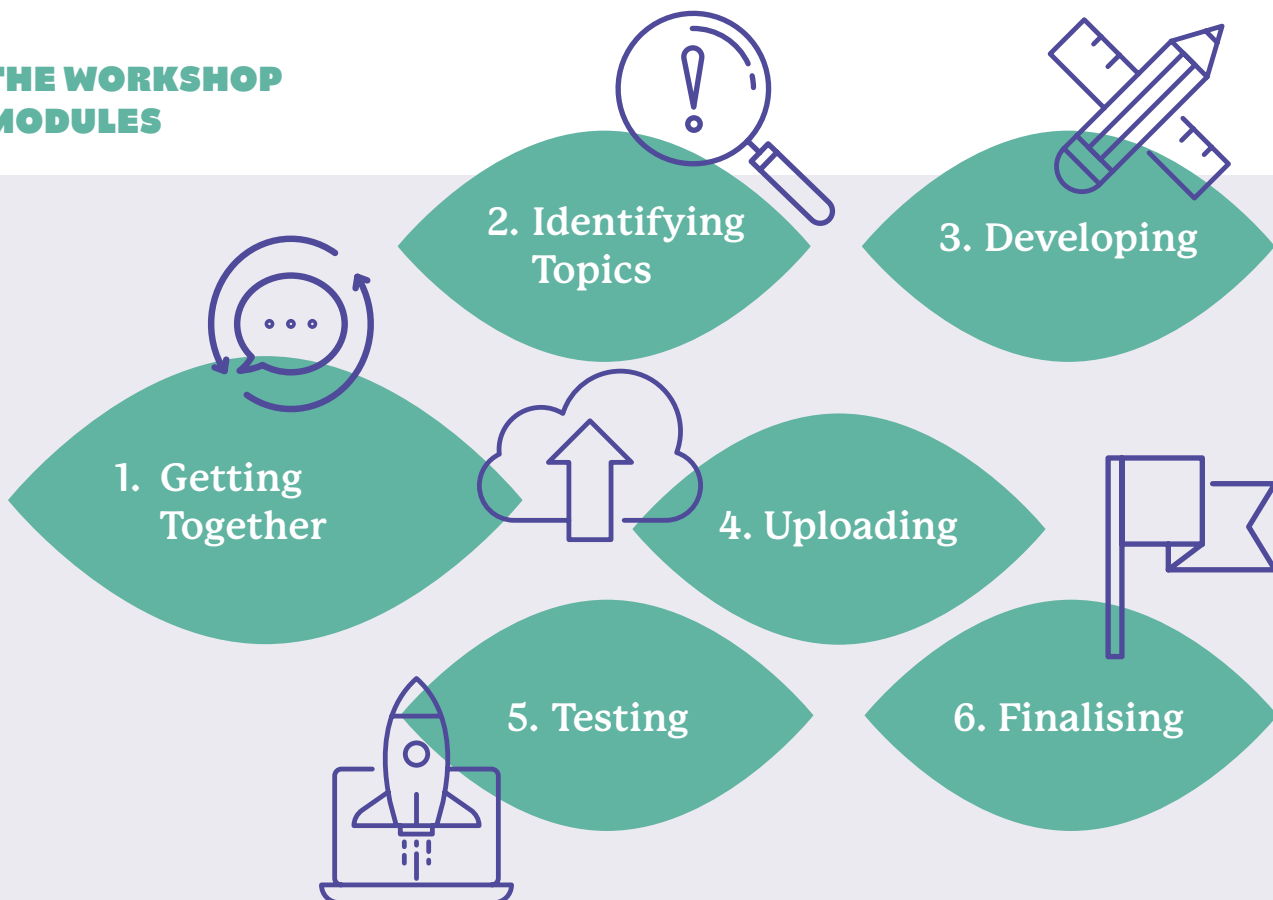 THE WORKSHOP
MODULES
1. Getting
Together
2. Identifying
Topics
3. Developing
4. Uploading
5. Testing
6. Finalising